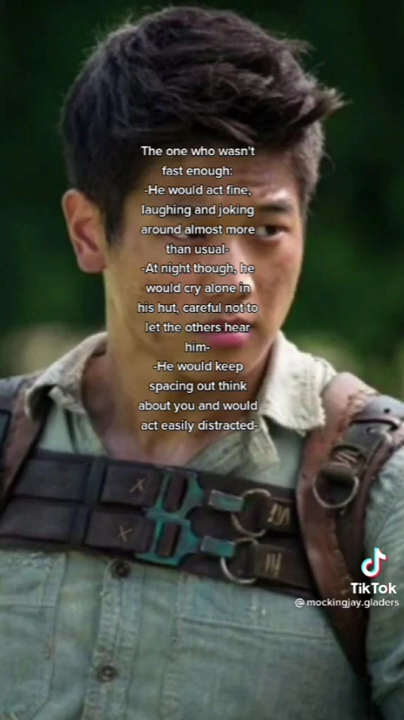 The one who wasn't
fast enough:
-He would act fine,
laughing and joking
around almost more
than usual-
-At night though, he
would cry alone in
his hut, careful not to
let the others hear
him-
-He would keep
spacing out think
about you and would
act easily distracted-
TikTok
@mockingjay.gladers